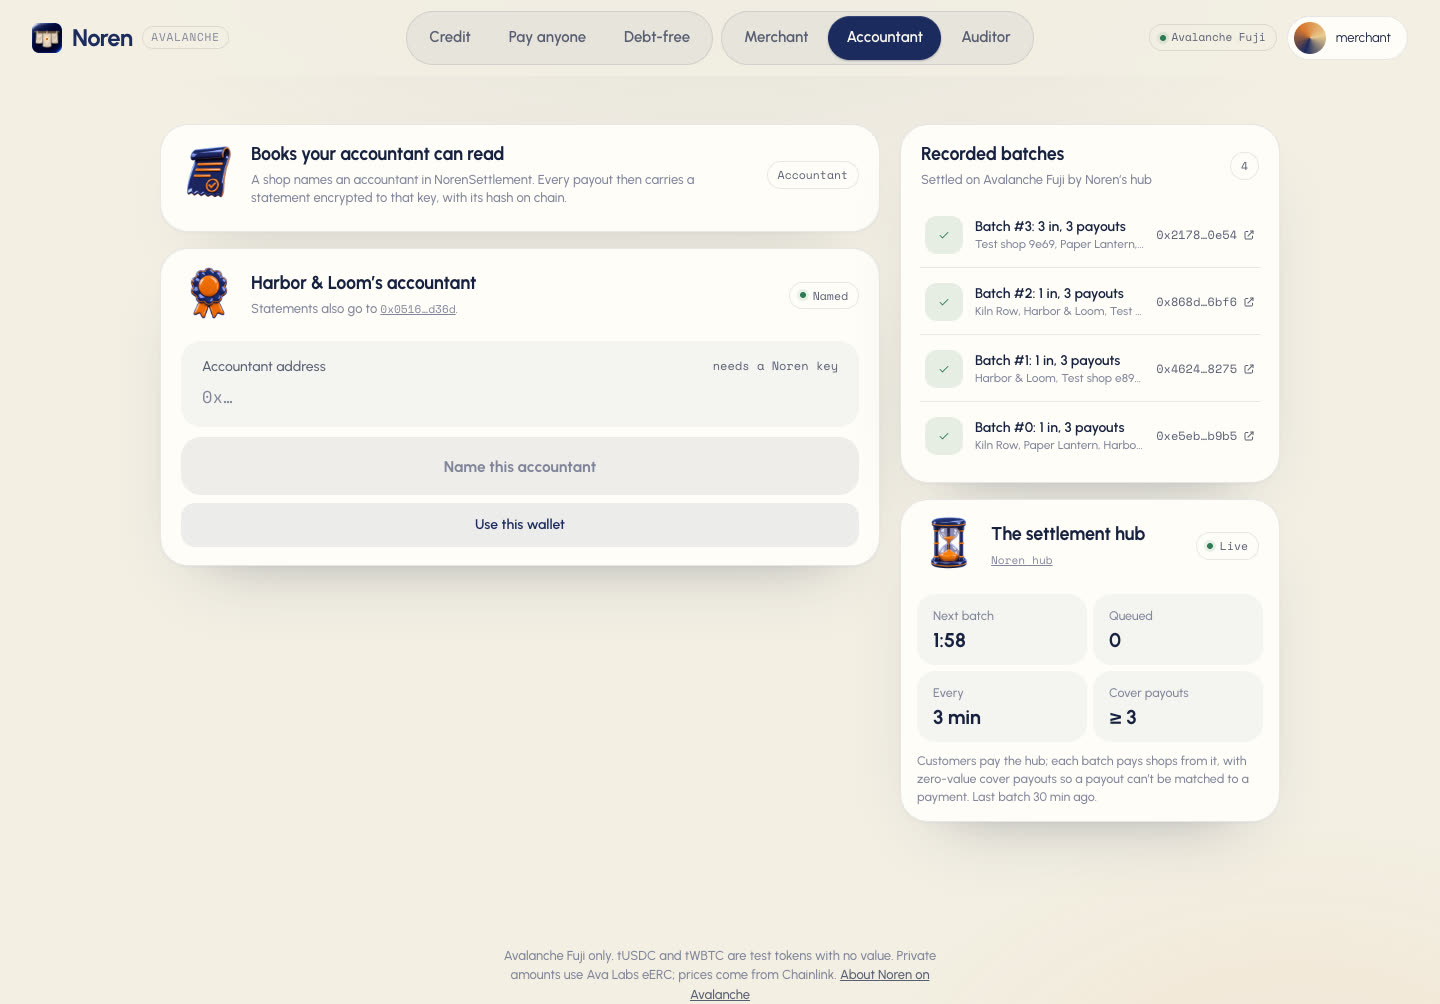 Noren
AVALANCHE
Credit
Pay anyone
Debt-free
Merchant
Accountant
Auditor
Avalanche Fuji
merchant
Books your accountant can read
A shop names an accountant in NorenSettlement. Every payout then carries a
statement encrypted to that key, with its hash on chain.
Accountant
Harbor & Loom's accountant
Statements also go to 0x0516…d36d.
Named
Accountant address
needs a Noren key
0x…
Name this accountant
Use this wallet
Recorded batches
Settled on Avalanche Fuji by Noren's hub
4
Batch #3: 3 in, 3 payouts
Test shop 9e69, Paper Lantern,…
0x2178…0e54
Batch #2: 1 in, 3 payouts
Kiln Row, Harbor & Loom, Test …
0x868d…6bf6
Batch #1: 1 in, 3 payouts
Harbor & Loom, Test shop e89…
0x4624…8275
Batch #0: 1 in, 3 payouts
Kiln Row, Paper Lantern, Harbo…
0xe5eb…b9b5
The settlement hub
Noren hub
Live
Next batch
1:58
Queued
0
Every
3 min
Cover payouts
≥ 3
Customers pay the hub; each batch pays shops from it, with
zero-value cover payouts so a payout can't be matched to a
payment. Last batch 30 min ago.
Avalanche Fuji only. tUSDC and tWBTC are test tokens with no value. Private
amounts use Ava Labs eERC; prices come from Chainlink. About Noren on
Avalanche